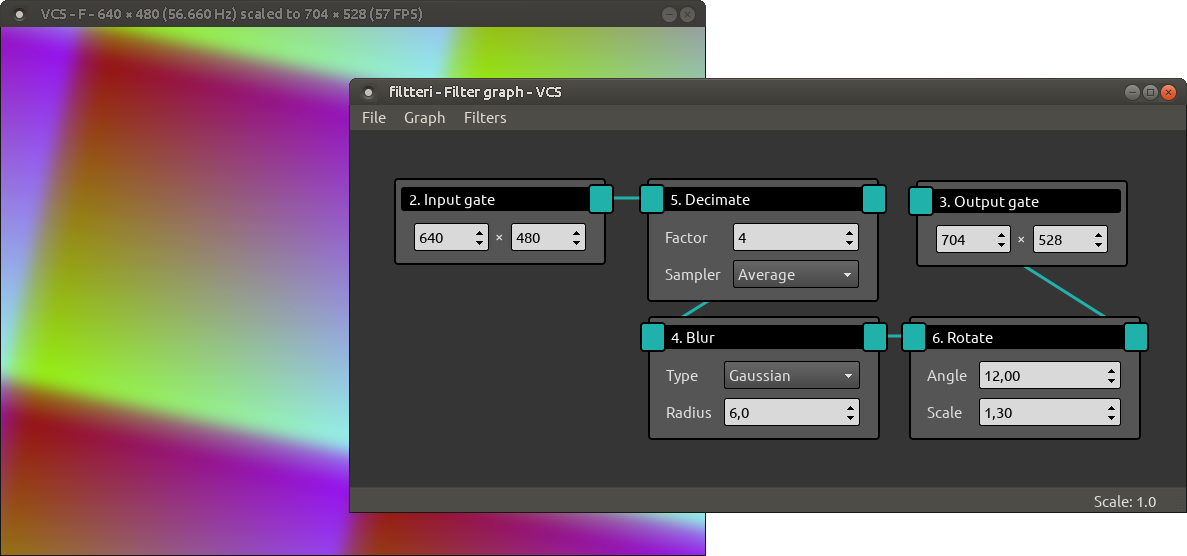 VCS - F - 640 × 480 (56.660 Hz) scaled to 704 × 528 (57 FPS)
filtteri - Filter graph - VCS
File Graph Filters
2. Input gate
640 × 480
5. Decimate
Factor 4
Sampler Average
3. Output gate
704 × 528
4. Blur
Type Gaussian
Radius 6,0
6. Rotate
Angle 12,00
Scale 1,30
Scale: 1.0